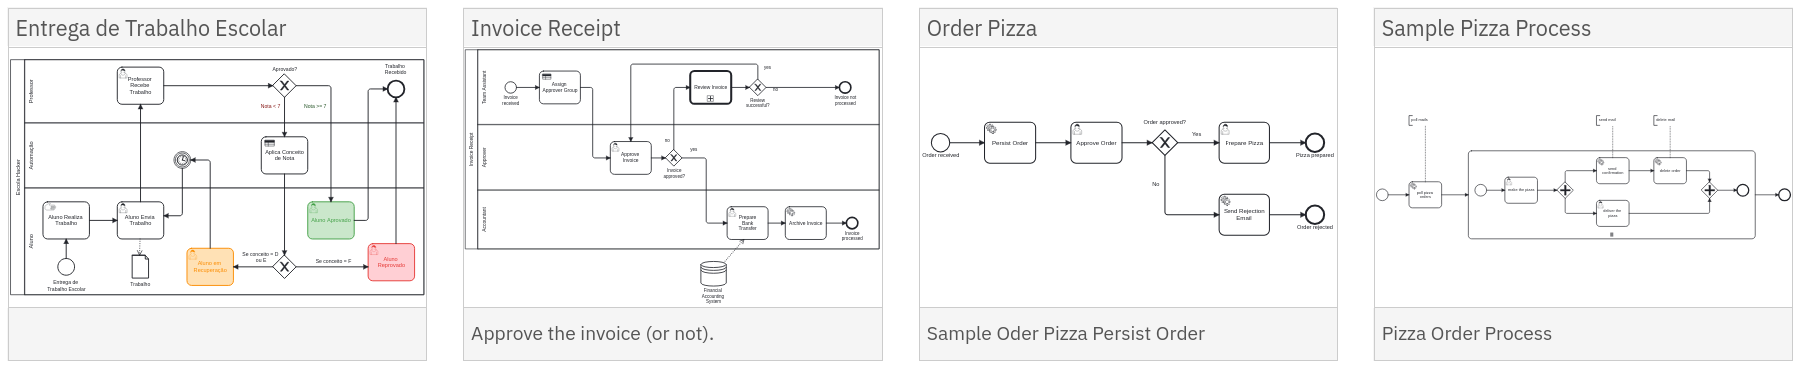 Entrega de Trabalho Escolar
Escola Hacker
Professor
Automação
Aluno
Professor
Recebe
Trabalho
Aprovado?
Trabalho
Recebido
Nota < 7
Nota >= 7
Aplica Conceito
de Nota
Aluno Realiza
Trabalho
Aluno Envia
Trabalho
Aluno Aprovado
Aluno em
Recuperação
Se conceito = D
ou E
Se conceito = F
Aluno
Reprovado
Entrega de
Trabalho Escolar
Trabalho
Invoice Receipt
Invoice Receipt
Team Assistant
Approver
Accountant
Invoice
received
Assign
Approver Group
Review Invoice
yes
no
Review
successful?
Invoice not
processed
Approve
Invoice
no
yes
Invoice
approved?
Prepare
Bank
Transfer
Archive Invoice
Invoice
processed
Financial
Accounting
System
Approve the invoice (or not).
Order Pizza
Order received
Persist Order
Approve Order
Order approved?
Yes
No
Prepare Pizza
Pizza prepared
Send Rejection
Email
Order rejected
Sample Oder Pizza Persist Order
Sample Pizza Process
poll mails
send mail
delete mail
poll pizza
orders
make the pizza
send
confirmation
delete order
deliver the
pizza
Pizza Order Process